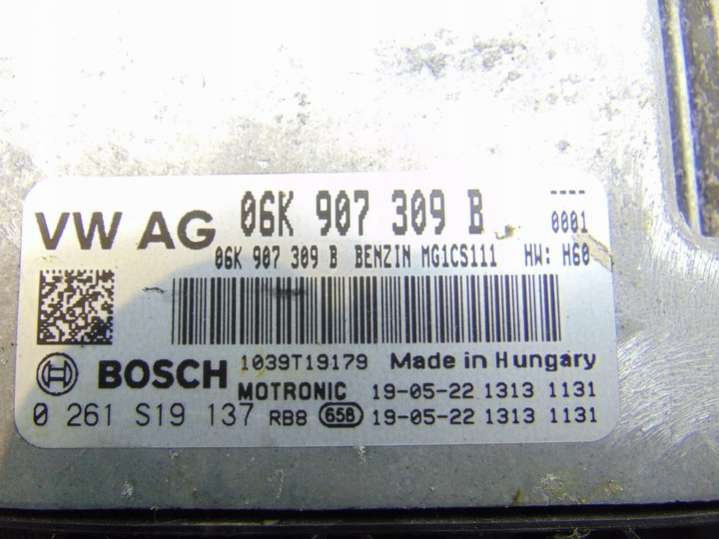 VW AG 06K 907 309 B ---- 0001
06K 907 309 B BENZIN MG1CS111 HW: H60
BOSCH 1039T19179 Made in Hungary
MOTRONIC 19-05-22 1313 1131
0 261 S19 137 RB8 658 19-05-22 1313 1131